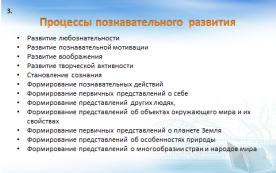 3.
Процессы познавательного развития
• Развитие любознательности
• Развитие познавательной мотивации
• Развитие воображения
• Развитие творческой активности
• Становление сознания
• Формирование познавательных действий
• Формирование первичных представлений о себе
• Формирование представлений других людях,
• Формирование представлений об объектах окружающего мира и их
свойствах
• Формирование первичных представлений о планете Земля
• Формирование представлений об особенностях природы
• Формирование представлений о многообразии стран и народов мира